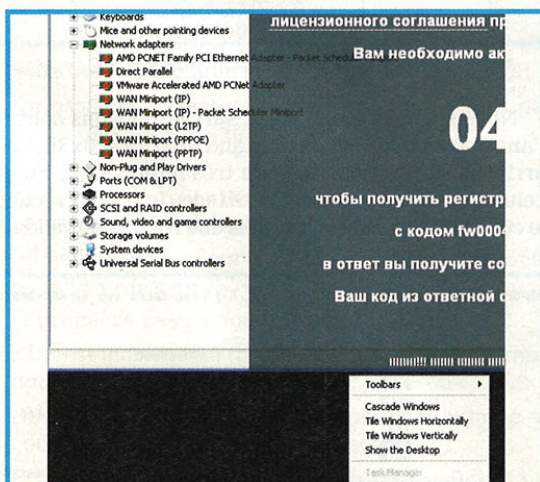 Keyboards
Mice and other pointing devices
Network adapters
AMD PCNET Family PCI Ethernet Adapter - Packet Scheduler
Direct Parallel
VMware Accelerated AMD PCNet Adapter
WAN Miniport (IP)
WAN Miniport (IP) - Packet Scheduler Miniport
WAN Miniport (L2TP)
WAN Miniport (PPPOE)
WAN Miniport (PPTP)
Non-Plug and Play Drivers
Ports (COM & LPT)
Processors
SCSI and RAID controllers
Sound, video and game controllers
Storage volumes
System devices
Universal Serial Bus controllers
лицензионного соглашения пр
Вам необходимо ак
04
чтобы получить регистр
с кодом fw0004
в ответ вы получите со
Ваш код из ответной с
Toolbars
Cascade Windows
Tile Windows Horizontally
Tile Windows Vertically
Show the Desktop
Task Manager